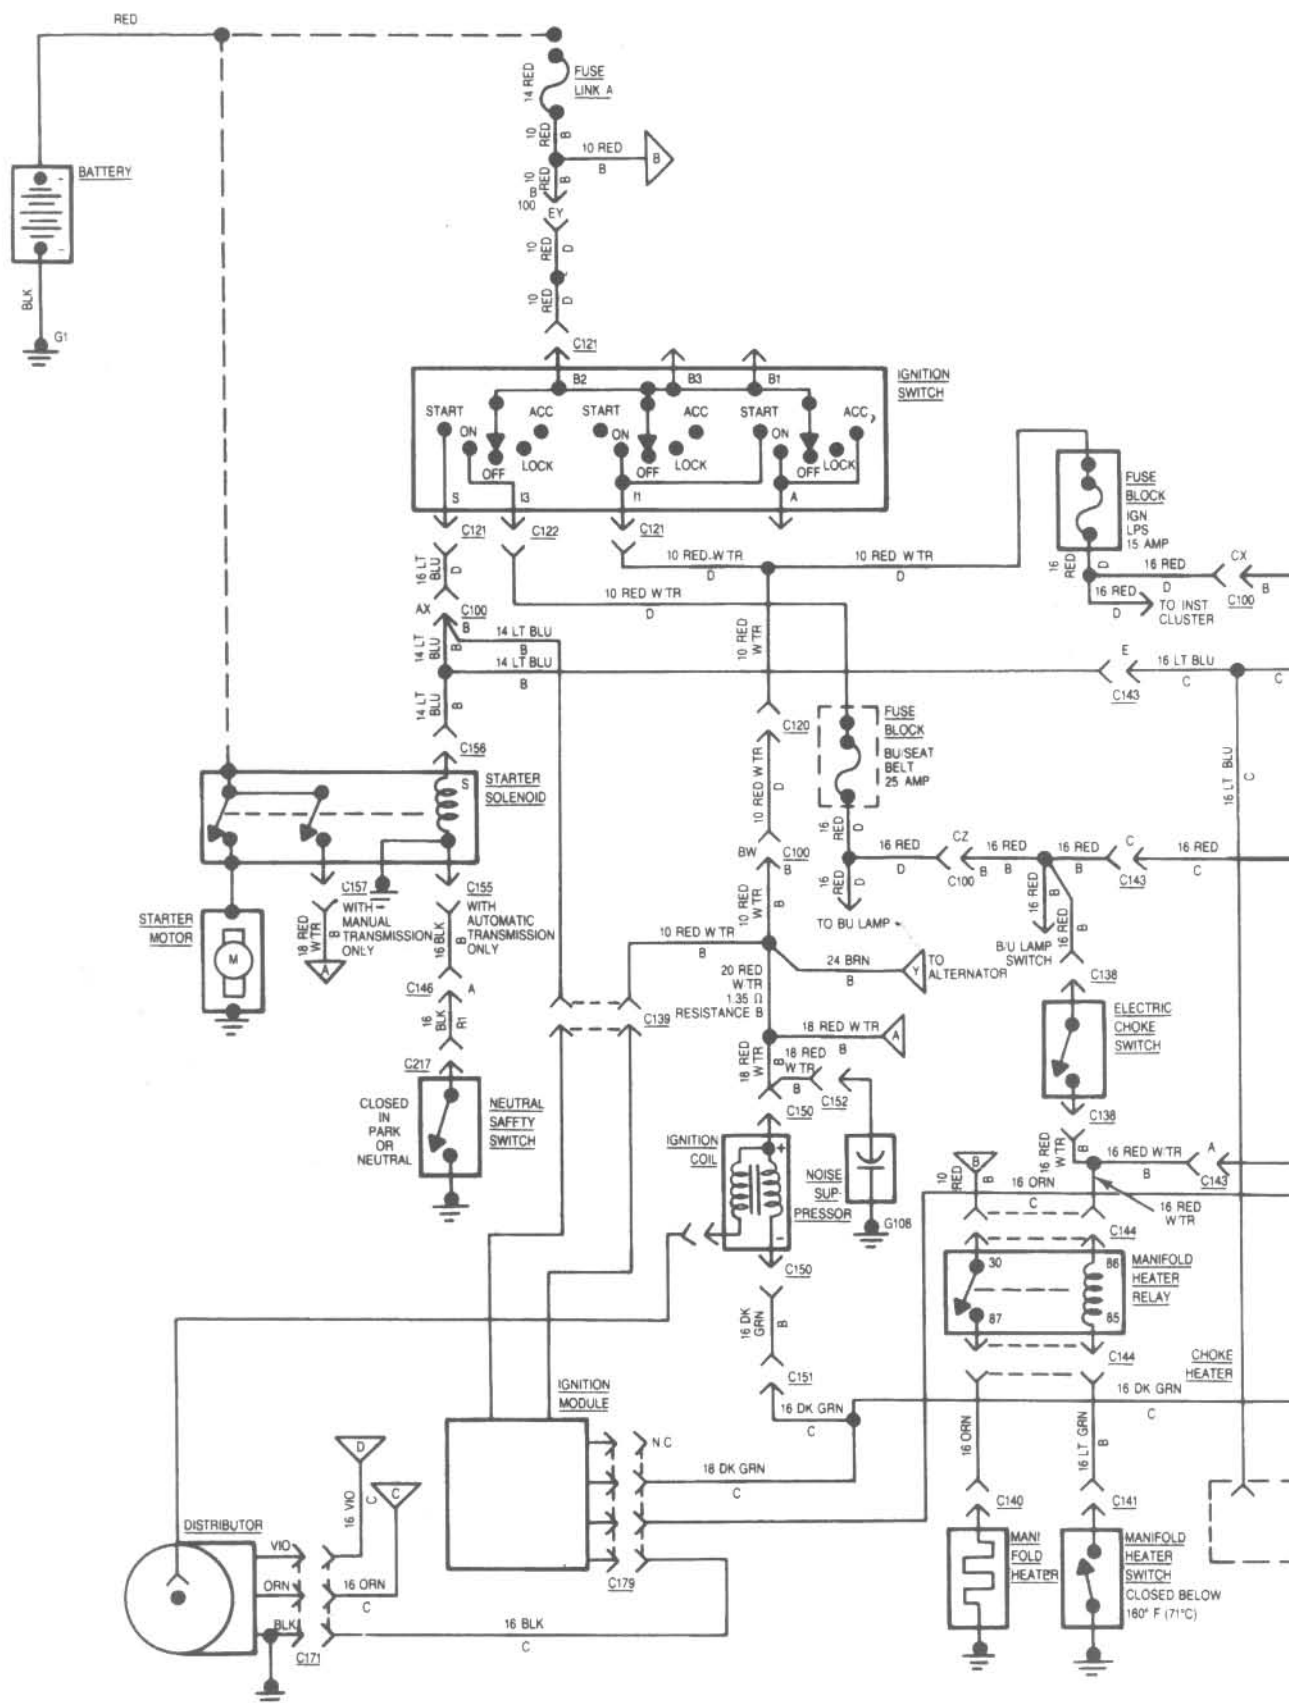 RED
14 RED
FUSE
LINK A
10
RED
B
10 RED
B
B
10
RED
B
B
100
EY
10
RED
D
10
RED
D
BATTERY
-
-
BLK
G1
C121
B2
B3
B1
IGNITION
SWITCH
START
ON
OFF
ACC
LOCK
START
ON
OFF
ACC
LOCK
START
ON
OFF
ACC
LOCK
S
I3
I1
A
C121
C122
C121
FUSE
BLOCK
IGN
LPS
15 AMP
10 RED W TR
D
10 RED W TR
D
16
RED
D
16 RED
D
CX
C100
B
16 RED
D
TO INST
CLUSTER
16 LT
BLU
D
10 RED W TR
D
AX
C100
B
14 LT BLU
B
14 LT
BLU
B
14 LT BLU
B
10 RED
W TR
E
C143
16 LT BLU
C
C
14 LT
BLU
B
C156
C120
FUSE
BLOCK
BU/SEAT
BELT
25 AMP
16 LT BLU
C
S
STARTER
SOLENOID
10 RED W TR
D
16
RED
D
BW
C100
B
16 RED
D
CZ
C100
16 RED
B
B
16 RED
B
C
C143
16 RED
C
16
RED
D
TO BU LAMP
10 RED
W TR
B
16 RED
B
16 RED
B
B/U LAMP
SWITCH
C157
WITH
MANUAL
TRANSMISSION
ONLY
C155
WITH
AUTOMATIC
TRANSMISSION
ONLY
STARTER
MOTOR
M
18 RED
W TR
B
A
16 BLK
B
10 RED W TR
B
24 BRN
B
Y
TO
ALTERNATOR
20 RED
W TR
1.35 Ω
RESISTANCE B
C138
C146
A
16
BLK
R1
C139
18 RED W TR
B
A
ELECTRIC
CHOKE
SWITCH
18 RED
W TR
B
18 RED
W TR
B
C217
C150
C152
C138
CLOSED
IN
PARK
OR
NEUTRAL
NEUTRAL
SAFFTY
SWITCH
IGNITION
COIL
+
-
NOISE
SUP-
PRESSOR
G108
16 RED
W TR
B
16 RED W TR
B
A
C143
B
10
RED
B
16 ORN
C
16 RED
W TR
C144
30
86
87
85
MANIFOLD
HEATER
RELAY
C150
16 DK
GRN
B
C144
CHOKE
HEATER
C151
16 DK GRN
C
16 DK GRN
C
IGNITION
MODULE
N C
18 DK GRN
C
16 ORN
16 LT GRN
B
D
16 VIO
C
C
C140
C141
DISTRIBUTOR
VIO
ORN
BLK
16 ORN
C
C171
16 BLK
C
C179
MANI
FOLD
HEATER
MANIFOLD
HEATER
SWITCH
CLOSED BELOW
160° F (71°C)